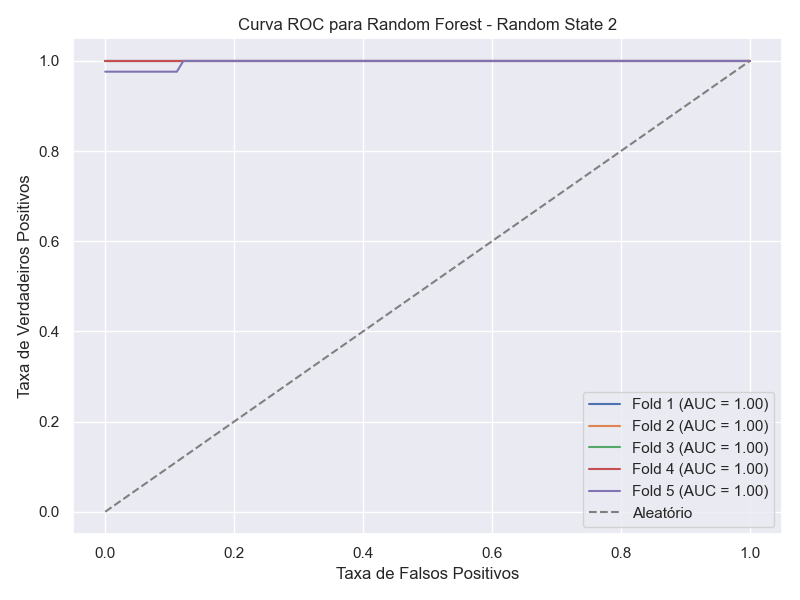 Curva ROC para Random Forest - Random State 2
Taxa de Verdadeiros Positivos
1.0
0.8
0.6
0.4
0.2
0.0
Fold 1 (AUC = 1.00)
Fold 2 (AUC = 1.00)
Fold 3 (AUC = 1.00)
Fold 4 (AUC = 1.00)
Fold 5 (AUC = 1.00)
Aleatório
0.0 0.2 0.4 0.6 0.8 1.0
Taxa de Falsos Positivos